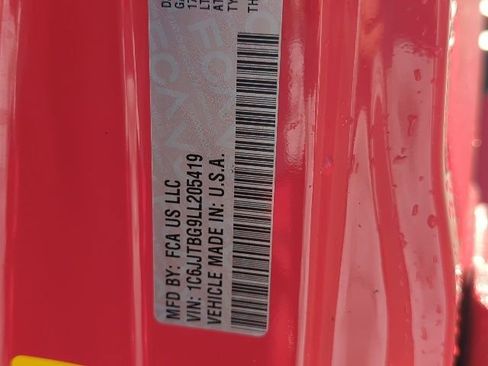 MFD BY: FCA US LLC
VIN: 1C6JJTBG9LL205419
VEHICLE MADE IN: U.S.A.